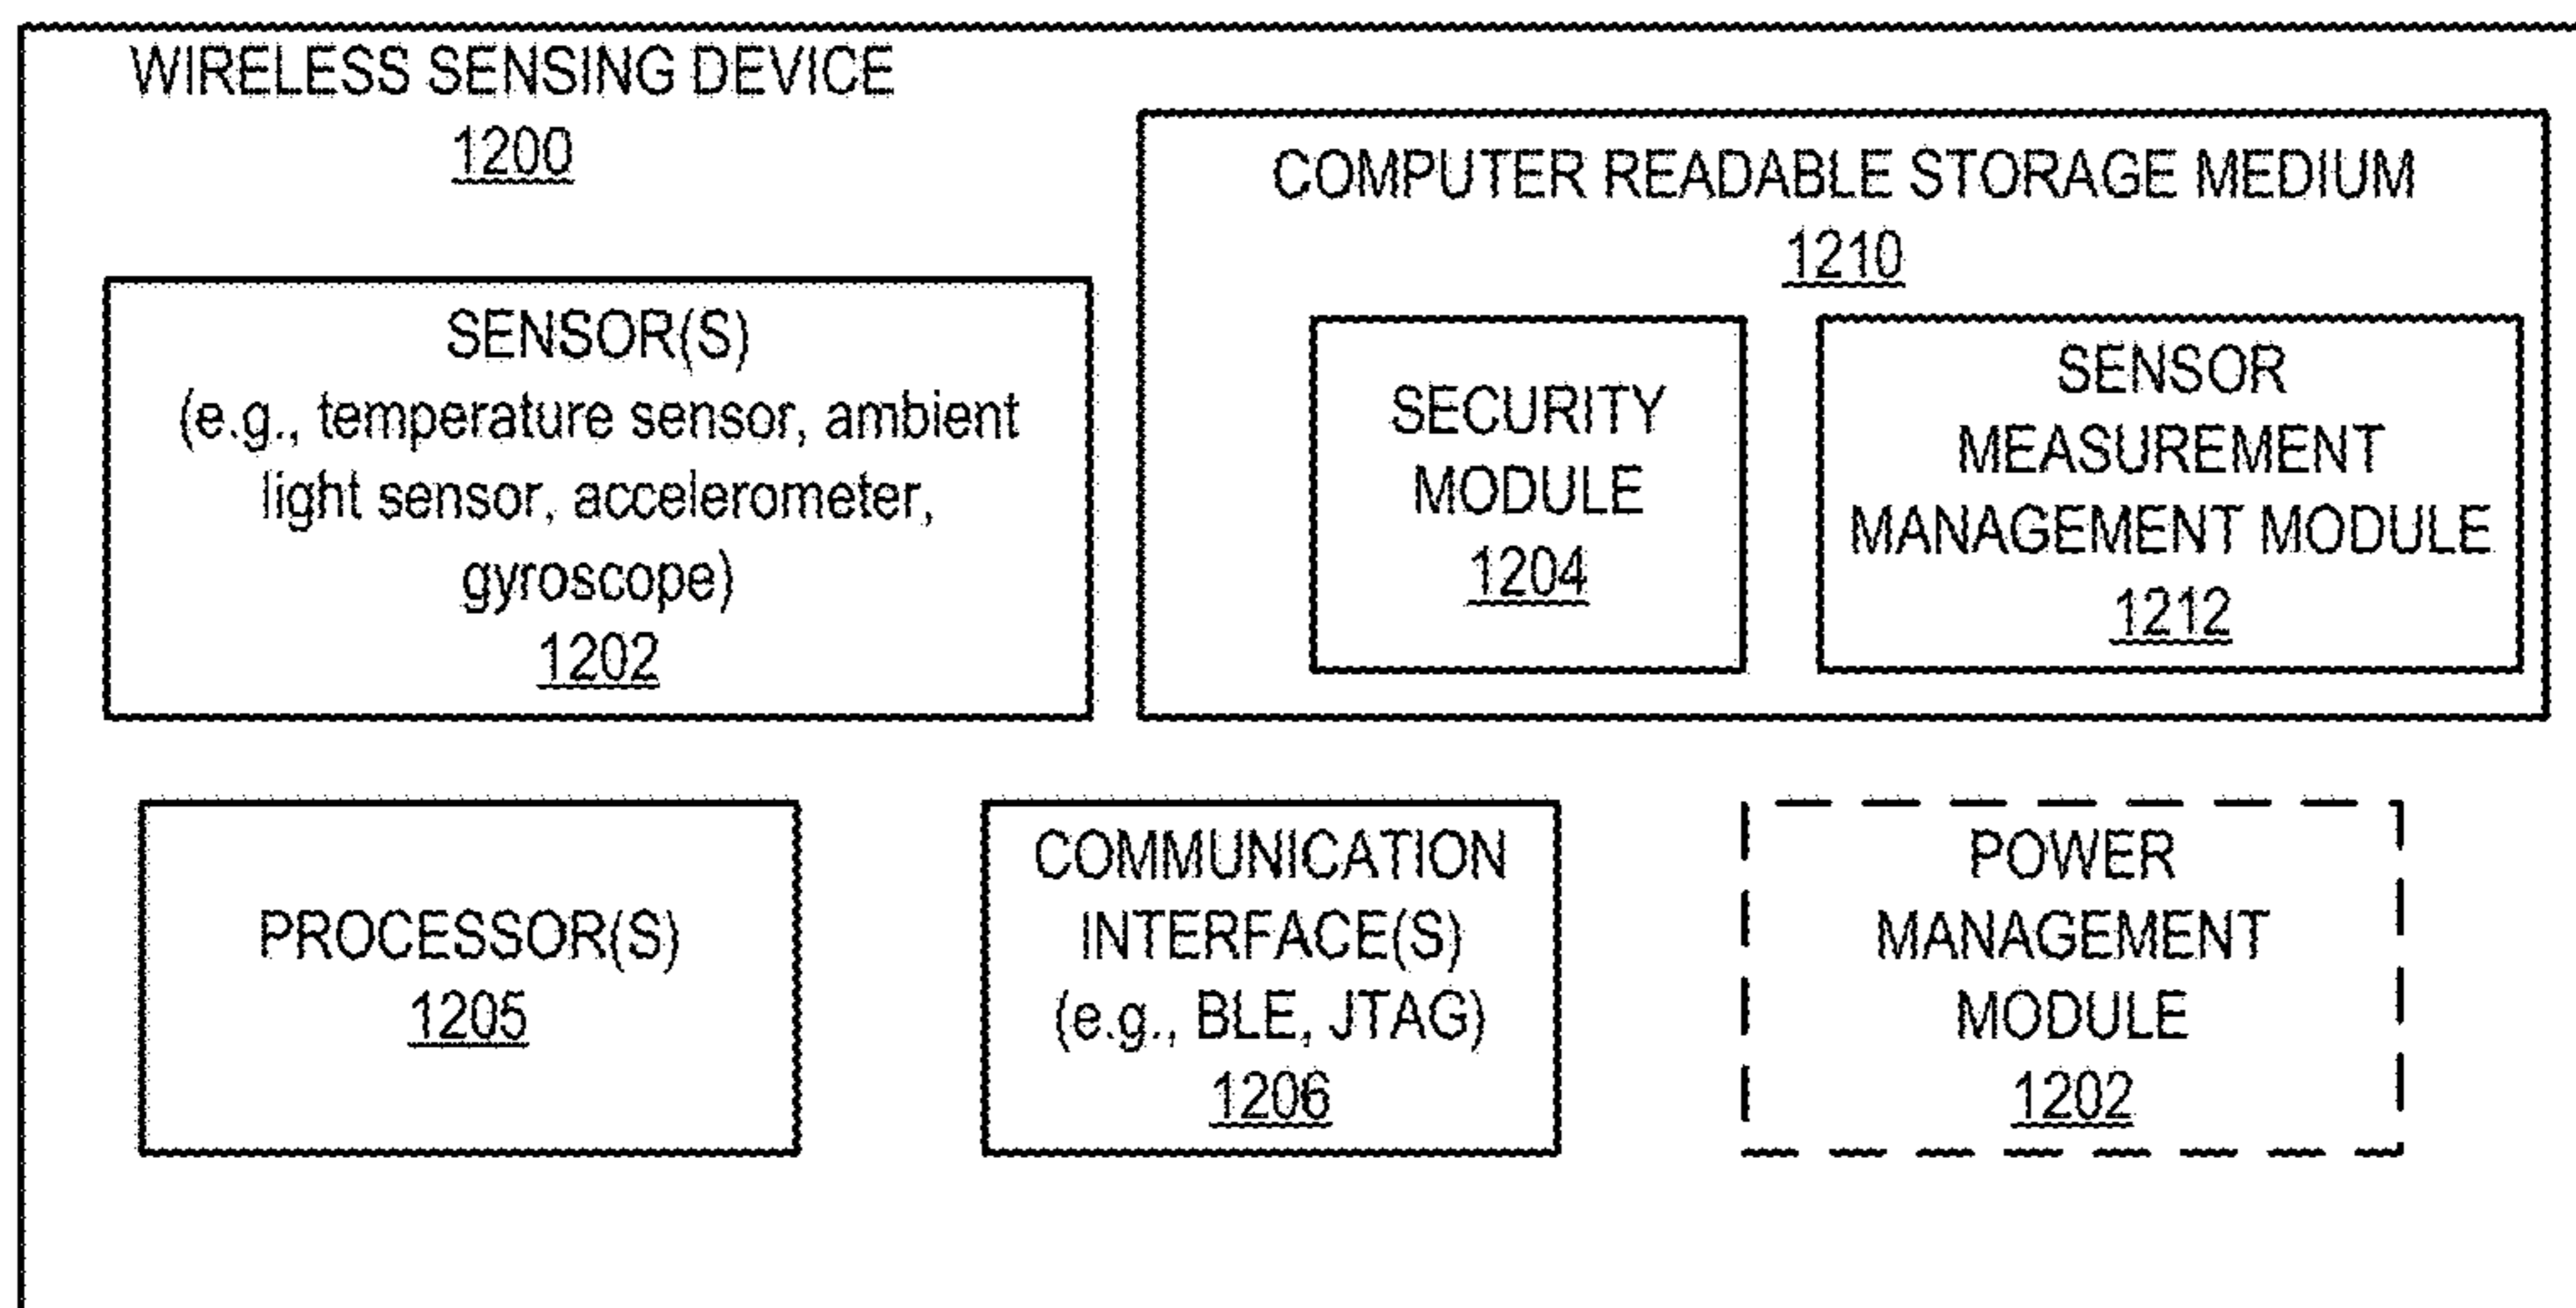 WIRELESS SENSING DEVICE
1200
COMPUTER READABLE STORAGE MEDIUM
1210
SENSOR(S)
(e.g., temperature sensor, ambient
light sensor, accelerometer,
gyroscope)
1202
SECURITY
MODULE
1204
SENSOR
MEASUREMENT
MANAGEMENT MODULE
1212
PROCESSOR(S)
1205
COMMUNICATION
INTERFACE(S)
(e.g., BLE, JTAG)
1206
POWER
MANAGEMENT
MODULE
1202